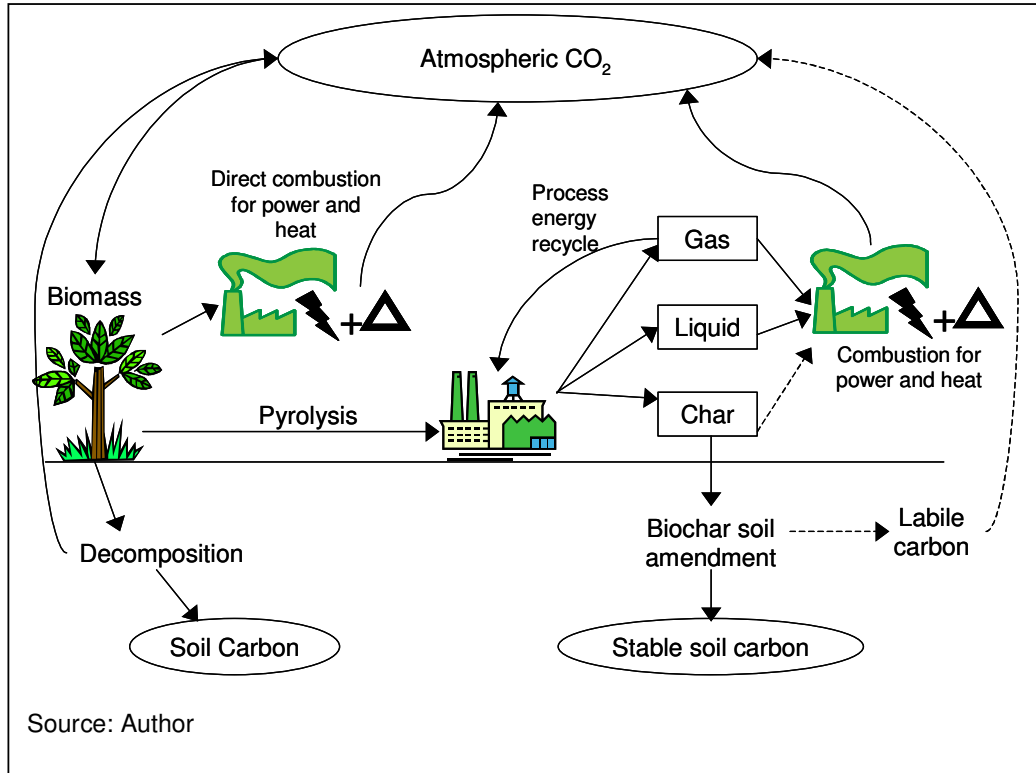 Atmospheric CO₂
Direct combustion
for power and
heat
Process
energy
recycle
Gas
Biomass
+
+
Liquid
Combustion for
power and heat
Pyrolysis
Char
Decomposition
Biochar soil
amendment
Labile
carbon
Soil Carbon
Stable soil carbon
Source: Author